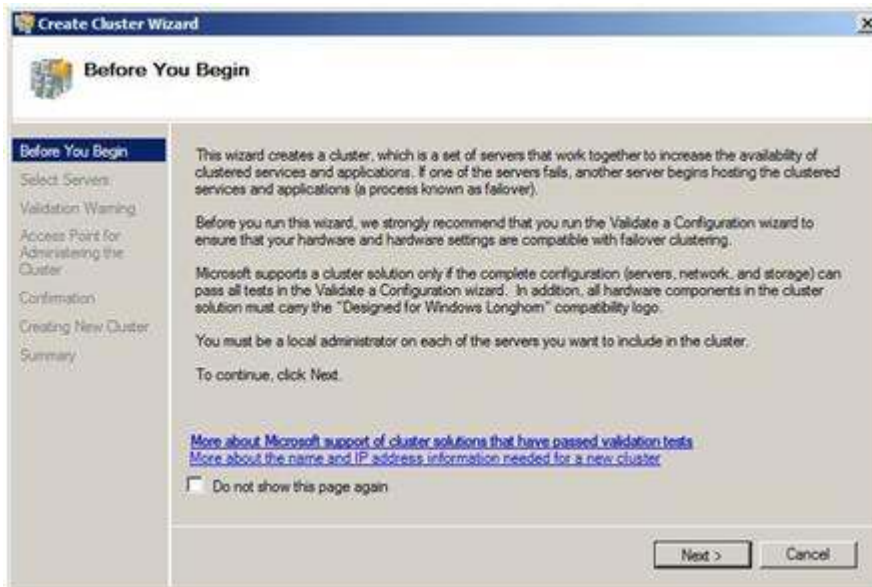 Create Cluster Wizard
Before You Begin
Before You Begin
Select Servers
Validation Warning
Access Point for
Administering the
Cluster
Confirmation
Creating New Cluster
Summary
This wizard creates a cluster, which is a set of servers that work together to increase the availability of
clustered services and applications. If one of the servers fails, another server begins hosting the clustered
services and applications (a process known as failover).
Before you run this wizard, we strongly recommend that you run the Validate a Configuration wizard to
ensure that your hardware and hardware settings are compatible with failover clustering.
Microsoft supports a cluster solution only if the complete configuration (servers, network, and storage) can
pass all tests in the Validate a Configuration wizard. In addition, all hardware components in the cluster
solution must carry the "Designed for Windows Longhorn" compatibility logo.
You must be a local administrator on each of the servers you want to include in the cluster.
To continue, click Next.
More about Microsoft support of cluster solutions that have passed validation tests
More about the name and IP address information needed for a new cluster
Do not show this page again
Next >
Cancel